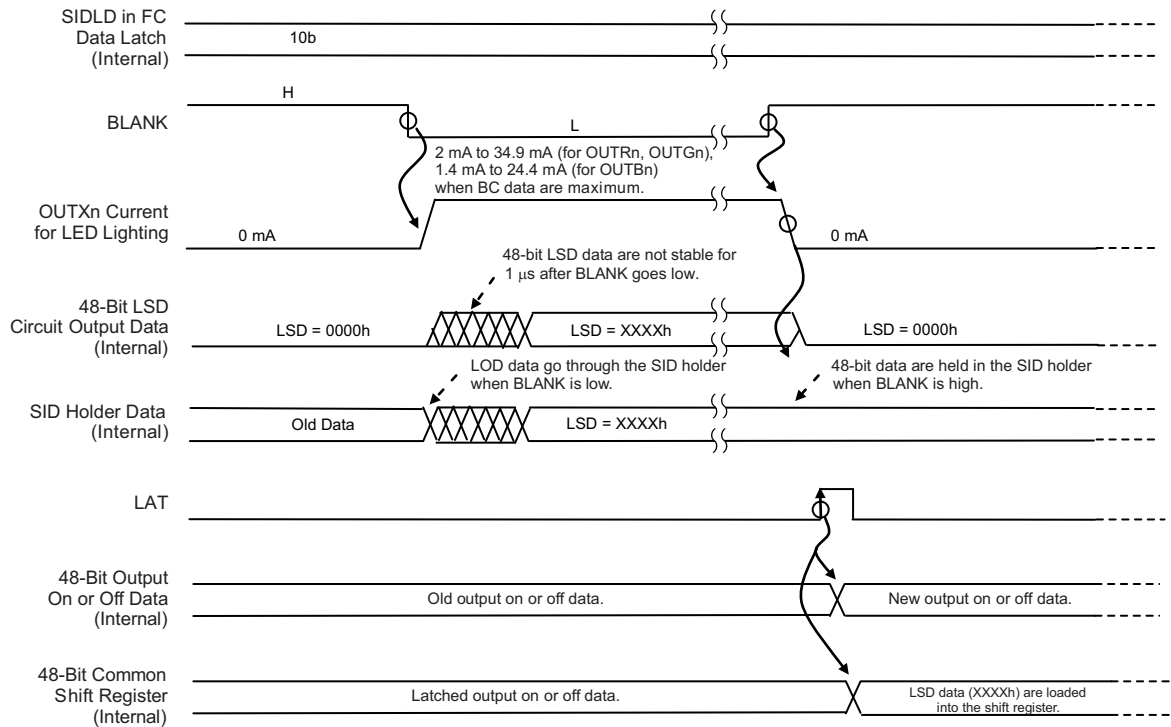 SIDLD in FC
Data Latch
(Internal)
10b
BLANK
H
L
2 mA to 34.9 mA (for OUTRn, OUTGn),
1.4 mA to 24.4 mA (for OUTBn)
when BC data are maximum.
OUTXn Current
for LED Lighting
0 mA
0 mA
48-bit LSD data are not stable for
1 μs after BLANK goes low.
48-Bit LSD
Circuit Output Data
(Internal)
LSD = 0000h
LSD = XXXXh
LSD = 0000h
LOD data go through the SID holder
when BLANK is low.
48-bit data are held in the SID holder
when BLANK is high.
SID Holder Data
(Internal)
Old Data
LSD = XXXXh
LAT
48-Bit Output
On or Off Data
(Internal)
Old output on or off data.
New output on or off data.
48-Bit Common
Shift Register
(Internal)
Latched output on or off data.
LSD data (XXXXh) are loaded
into the shift register.